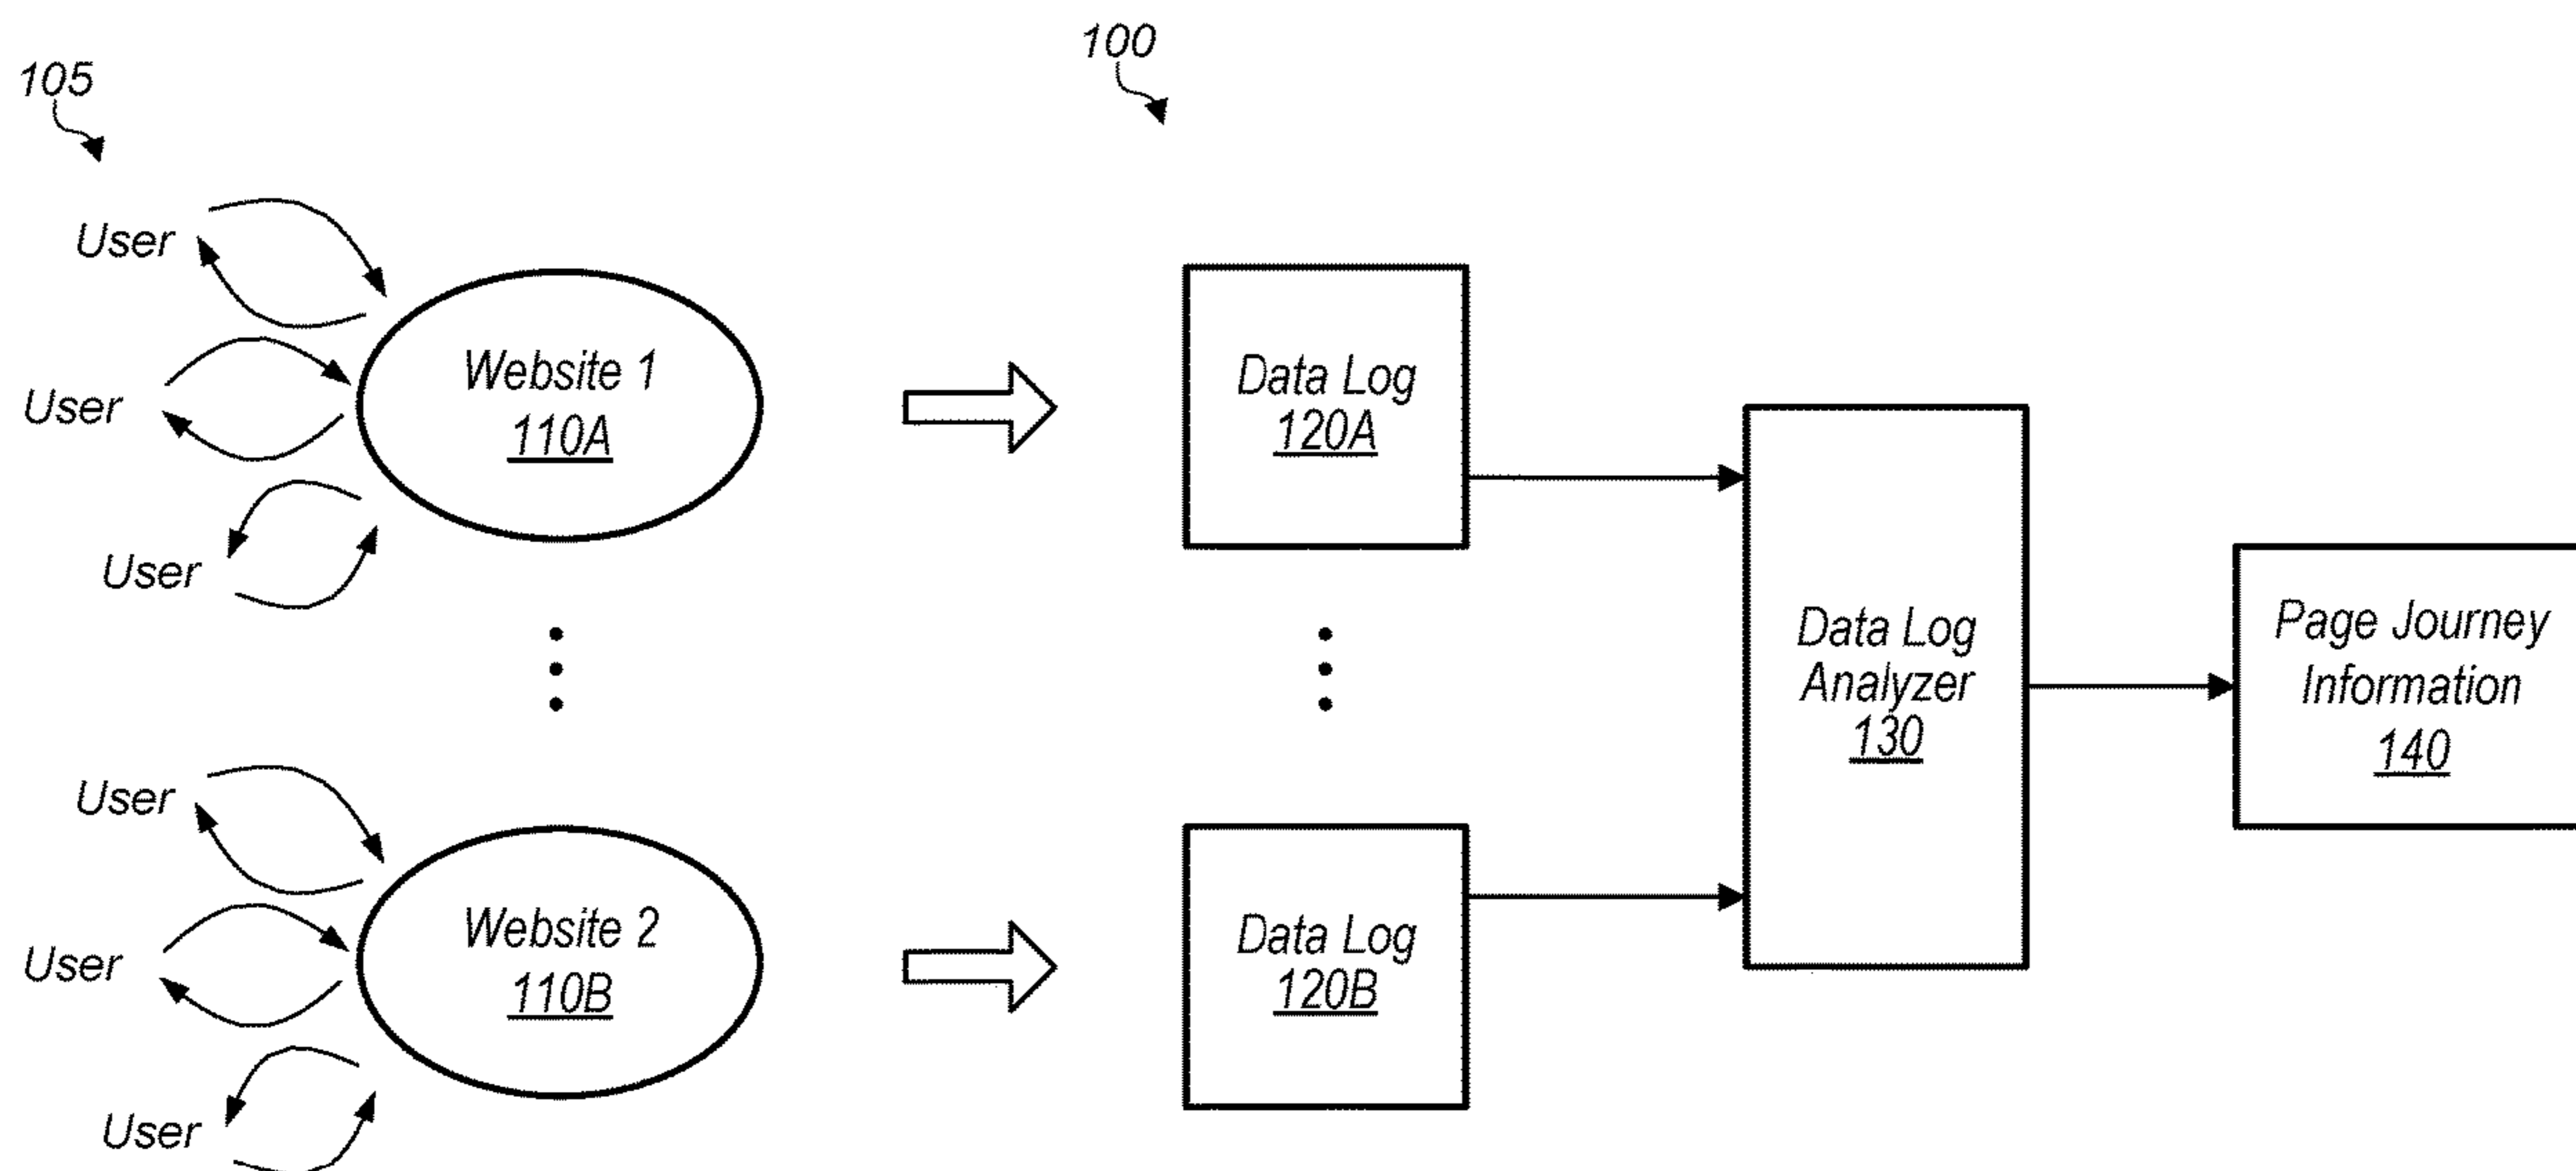 105
100
User
User
User
Website 1
110A
Data Log
120A
Data Log
Analyzer
130
Page Journey
Information
140
User
User
User
Website 2
110B
Data Log
120B